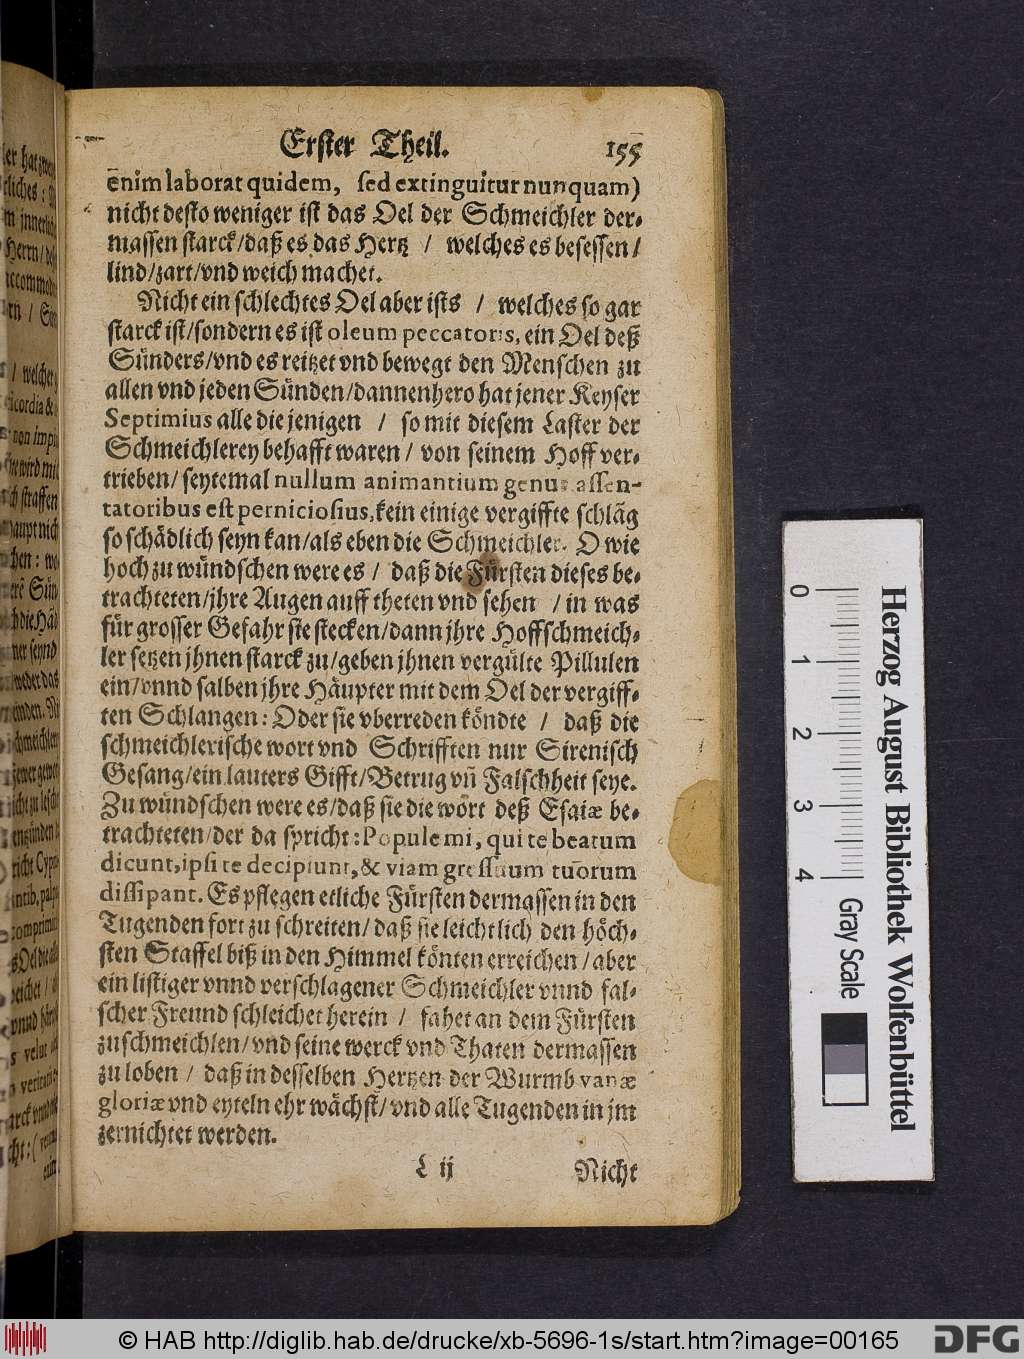 Erster Theil. 155
enim laborat quidem, sed extinguitur nunquam)
nicht desto weniger ist das Oel der Schmeichler der-
massen starck/daß es das Hertz / welches es besessen/
lind/zart/vnd weich machet.
Nicht ein schlechtes Oel aber ists / welches so gar
starck ist/sondern es ist oleum peccatoris, ein Oel deß
Sünders/vnd es reitzet vnd bewegt den Menschen zu
allen vnd jeden Sünden/dannenhero hat jener Keyser
Septimius alle die jenigen / so mit diesem Laster der
Schmeichlerey behafft waren/ von seinem Hoff ver-
trieben/ seytemal nullum animantium genus assen-
tatoribus est perniciosius, kein einige vergiffte schlãg
so schädlich seyn kan/als eben die Schmeichler. O wie
hoch zu wündschen were es / daß die Fürsten dieses be-
trachteten/jhre Augen auff theten vnd sehen / in was
für grosser Gefahr sie stecken/dann jhre Hoffschmeich-
ler setzen jhnen starck zu/geben jhnen vergülte Pillulen
ein/vnnd salben jhre Häupter mit dem Oel der vergiff-
ten Schlangen: Oder sie vberreden köndte / daß die
schmeichlerische wort vnd Schrifften nur Sirenisch
Gesang/ein lauters Gifft/Betrug vñ Falschheit seye.
Zu wündschen were es/daß sie die wort deß Esaiæ be-
trachteten/der da spricht: Popule mi, qui te beatum
dicunt, ipsi te decipiunt, & viam gressuum tuorum
dissipant. Es pflegen etliche Fürsten dermassen in den
Tugenden fort zu schreiten/daß sie leichtlich den höch-
sten Staffel biß in den Himmel könten erreichen/aber
ein listiger vnnd verschlagener Schmeichler vnnd fal-
scher Freund schleichet herein / fahet an dem Fürsten
zuschmeichlen/vnd seine werck vnd Thaten dermassen
zu loben / daß in desselben Hertzen der Wurmb vanæ
gloriæ vnd eyteln ehr wächst/vnd alle Tugenden in jm
zernichtet werden.
L ij Nicht
0 1 2 3 4
Gray Scale
Herzog August Bibliothek Wolfenbüttel
© HAB http://diglib.hab.de/drucke/xb-5696-1s/start.htm?image=00165
DFG